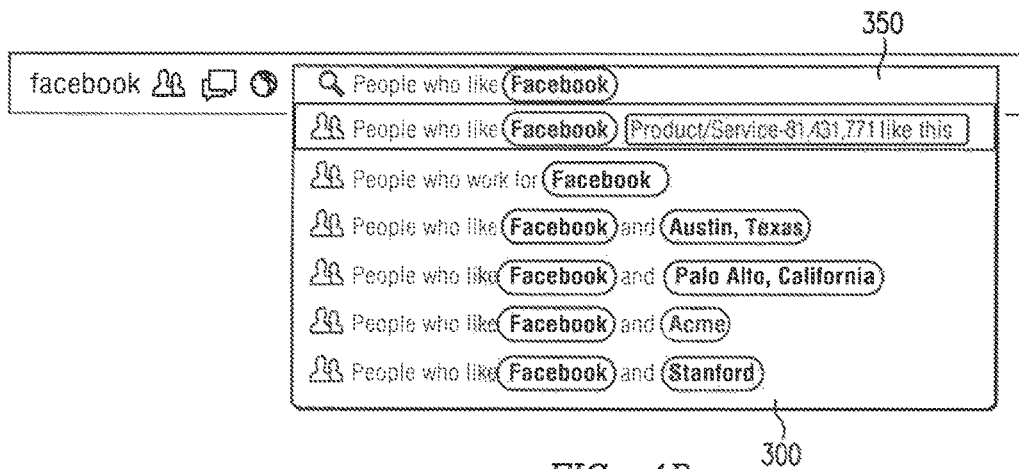 350
facebook People who like Facebook
People who like Facebook Product/Service-81,431,771 like this
People who work for Facebook
People who like Facebook and Austin, Texas
People who like Facebook and Palo Alto, California
People who like Facebook and Acme
People who like Facebook and Stanford
300